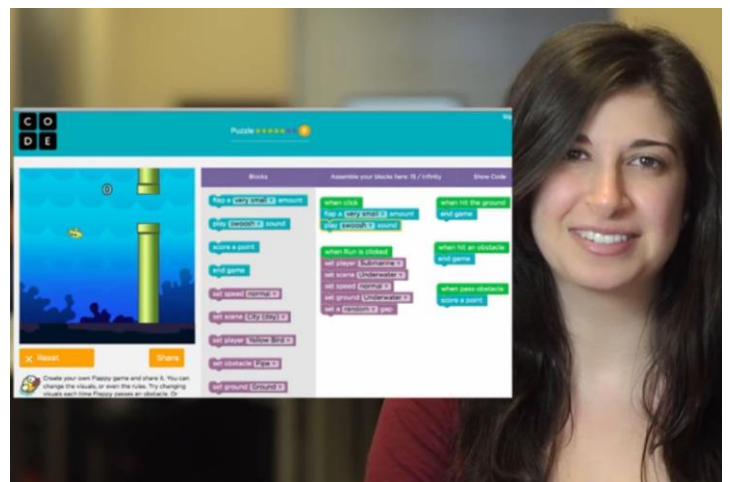 C O
D E
Puzzle
Blocks
Assemble your blocks here: 15 / Infinity
Show Code
0
flap a very small amount
play swoosh sound
score a point
end game
set speed normal
set scene City (day)
set player Yellow Bird
set obstacle Pipe
set ground Ground
when click
flap a very small amount
play swoosh sound
when Run is clicked
set player Submarine
set scene Underwater
set speed normal
set ground Underwater
set a random gap
when hit the ground
end game
when hit an obstacle
end game
when pass obstacle
score a point
Reset
Share
Create your own Flappy game and share it. You can
change the visuals, or even the rules. Try changing
visuals each time Flappy passes an obstacle. Or